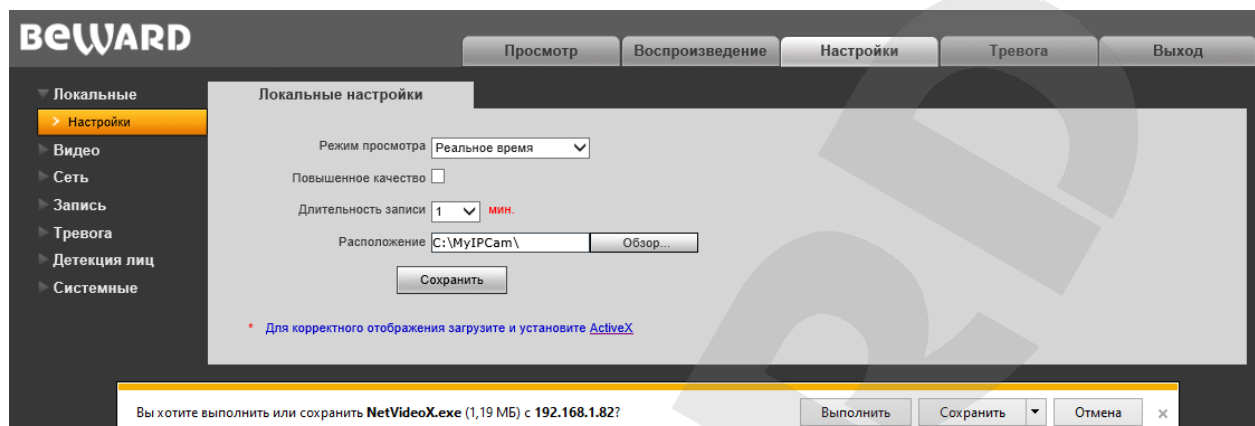 BEWARD
Просмотр Воспроизведение Настройки Тревога Выход
Локальные
> Настройки
Видео
Сеть
Запись
Тревога
Детекция лиц
Системные
Локальные настройки
Режим просмотра Реальное время
Повышенное качество
Длительность записи 1 мин.
Расположение C:\MyIPCam\ Обзор...
Сохранить
* Для корректного отображения загрузите и установите ActiveX
Вы хотите выполнить или сохранить NetVideoX.exe (1,19 МБ) с 192.168.1.82? Выполнить Сохранить Отмена ×